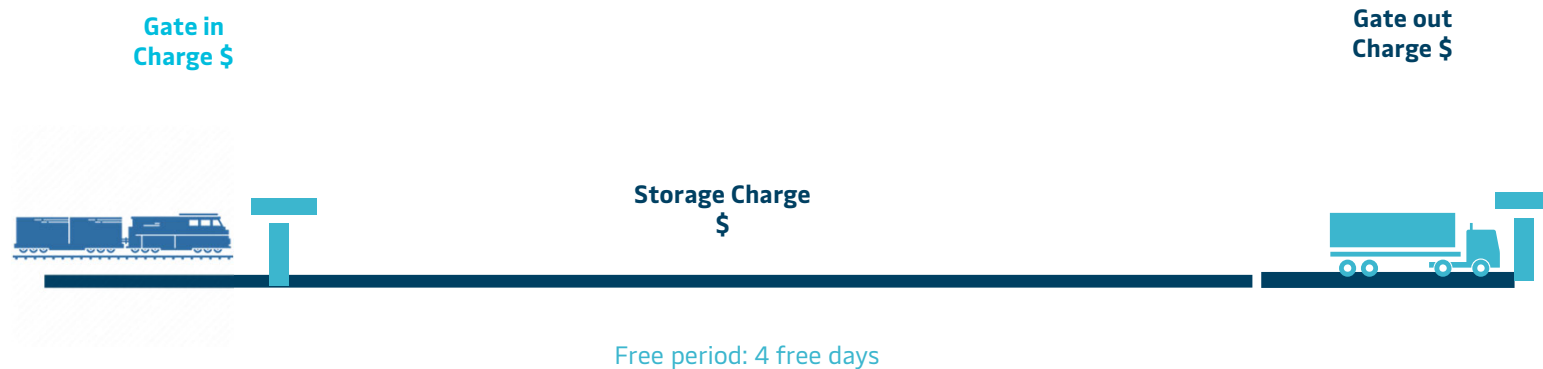 Gate in
Charge $
Gate out
Charge $
Storage Charge
$
Free period: 4 free days